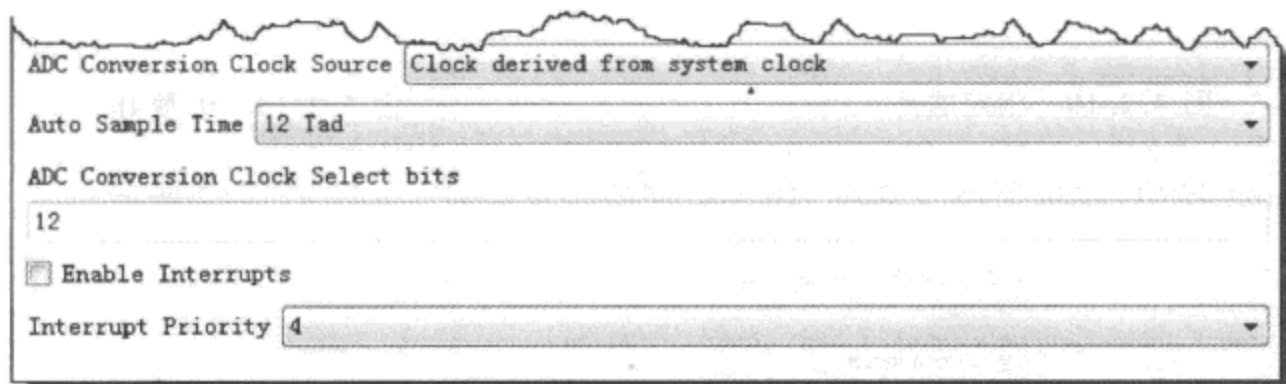 ADC Conversion Clock Source Clock derived from system clock
Auto Sample Time 12 Tad
ADC Conversion Clock Select bits
12
Enable Interrupts
Interrupt Priority 4